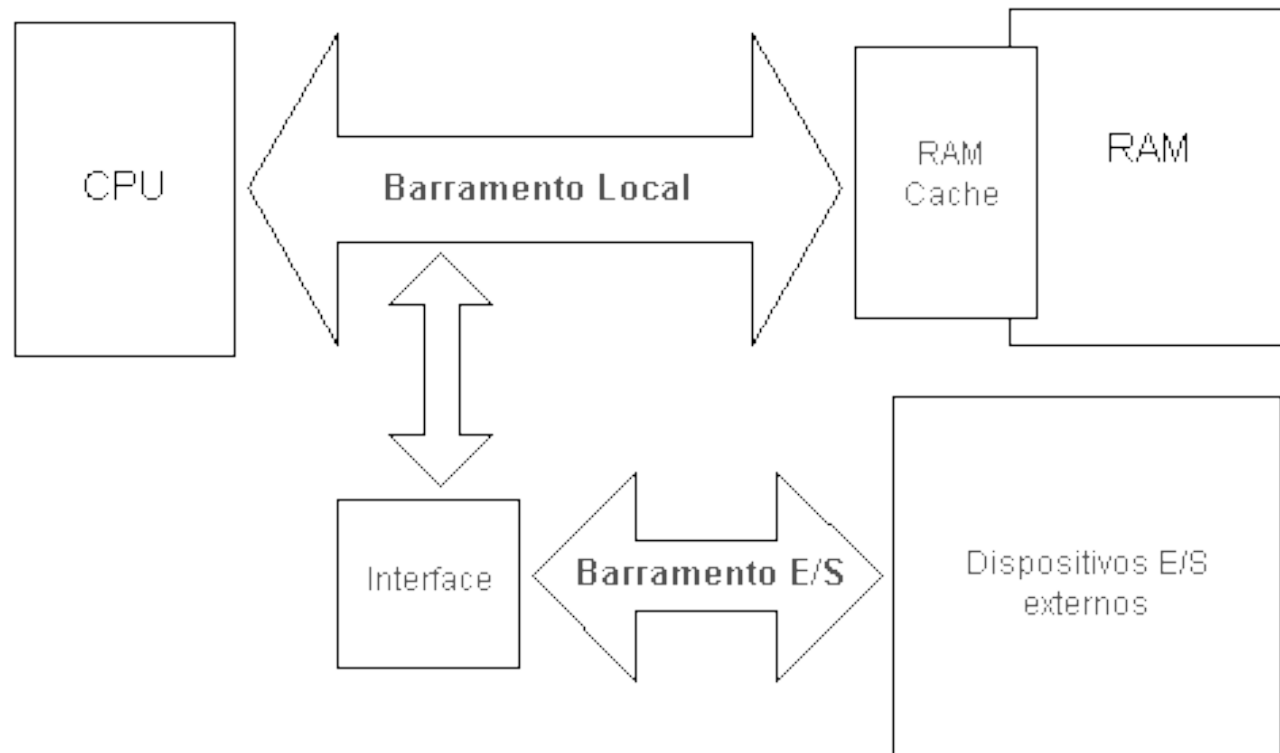 CPU
Barramento Local
RAM
Cache
RAM
Interface
Barramento E/S
Dispositivos E/S
externos